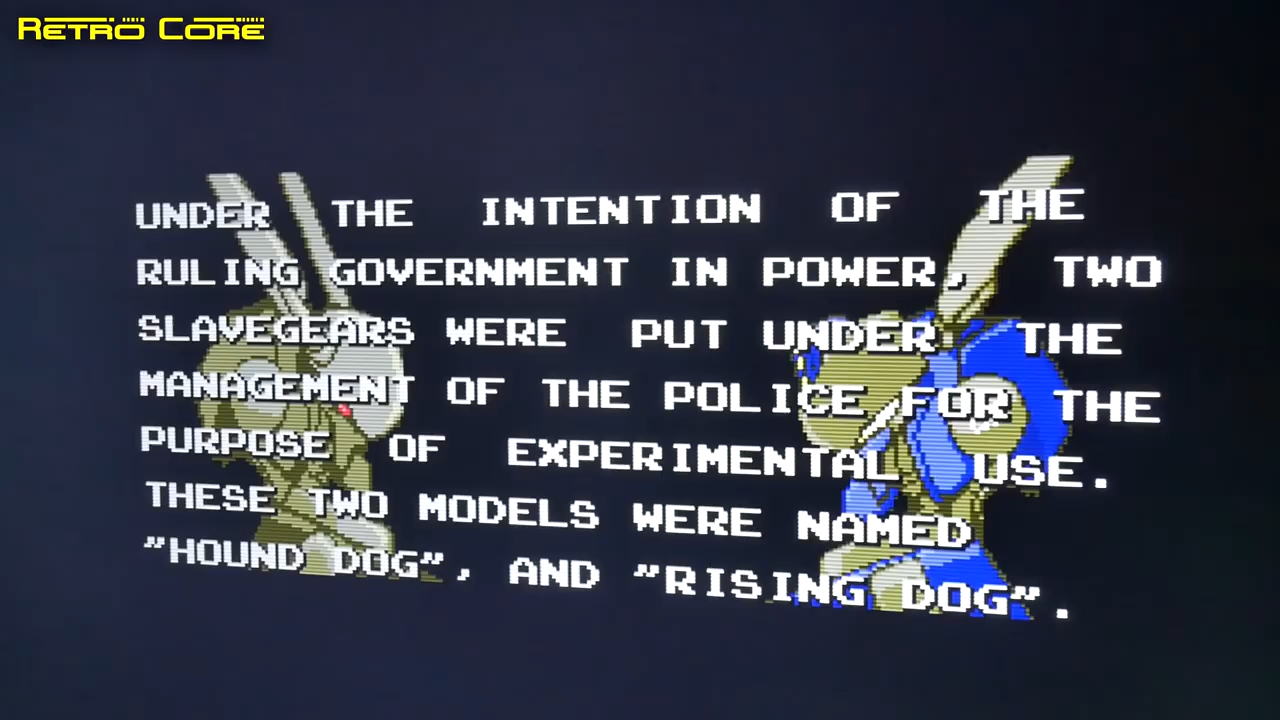 RETRO CORE
UNDER THE INTENTION OF THE
RULING GOVERNMENT IN POWER, TWO
SLAVEGEARS WERE PUT UNDER THE
MANAGEMENT OF THE POLICE FOR THE
PURPOSE OF EXPERIMENTAL USE.
THESE TWO MODELS WERE NAMED
"HOUND DOG", AND "RISING DOG".